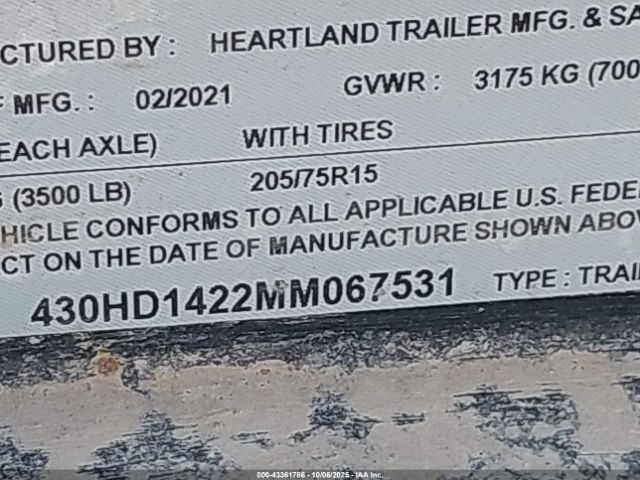 CTURED BY : HEARTLAND TRAILER MFG. & SA
MFG. : 02/2021 GVWR : 3175 KG (700
EACH AXLE) WITH TIRES
(3500 LB) 205/75R15
HICLE CONFORMS TO ALL APPLICABLE U.S. FEDE
CT ON THE DATE OF MANUFACTURE SHOWN ABO
430HD1422MM067531 TYPE : TRAIL
000-43361786 - 10/06/2025 - IAA Inc.